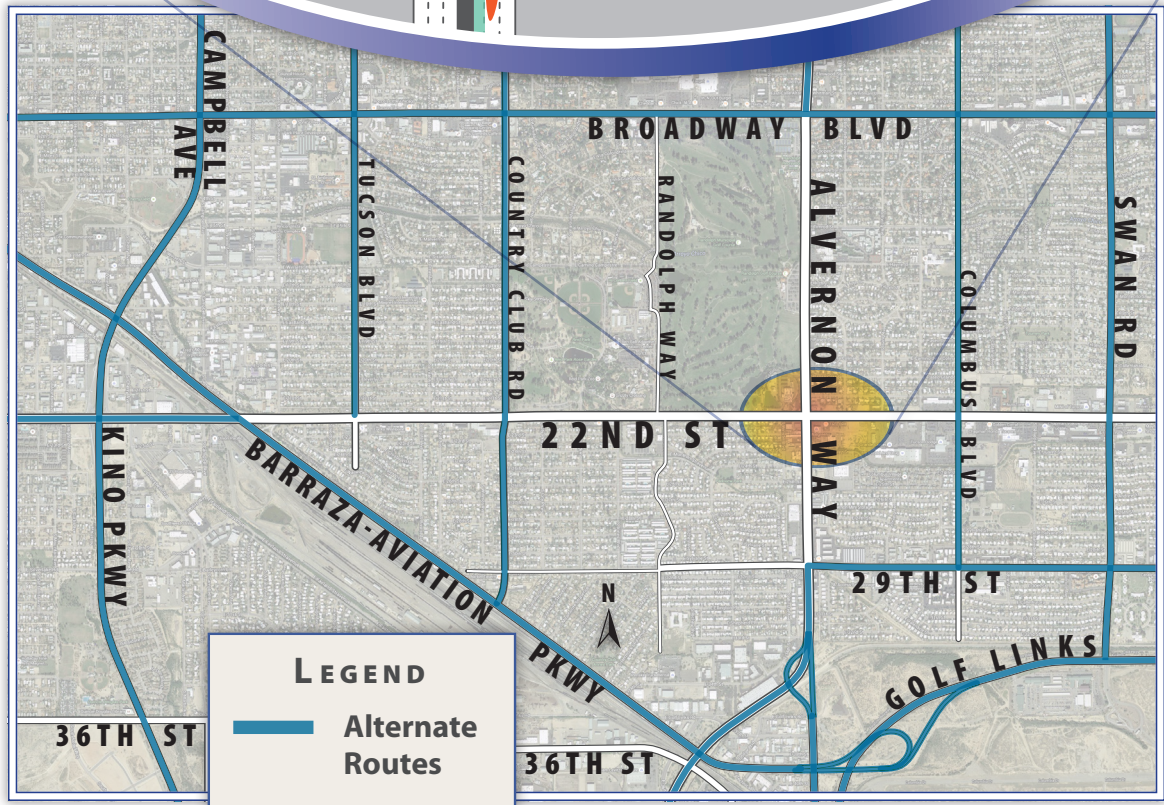 CAMPBELL
AVE
BROADWAY BLVD
TUCSON BLVD
COUNTRY CLUB RD
RANDOLPH WAY
ALVERNON WAY
COLUMBUS BLVD
SWAN RD
22ND ST
KINO PKWY
BARRAZA-AVIATION PKWY
29TH ST
N
GOLF LINKS
36TH ST
36TH ST
LEGEND
Alternate
Routes